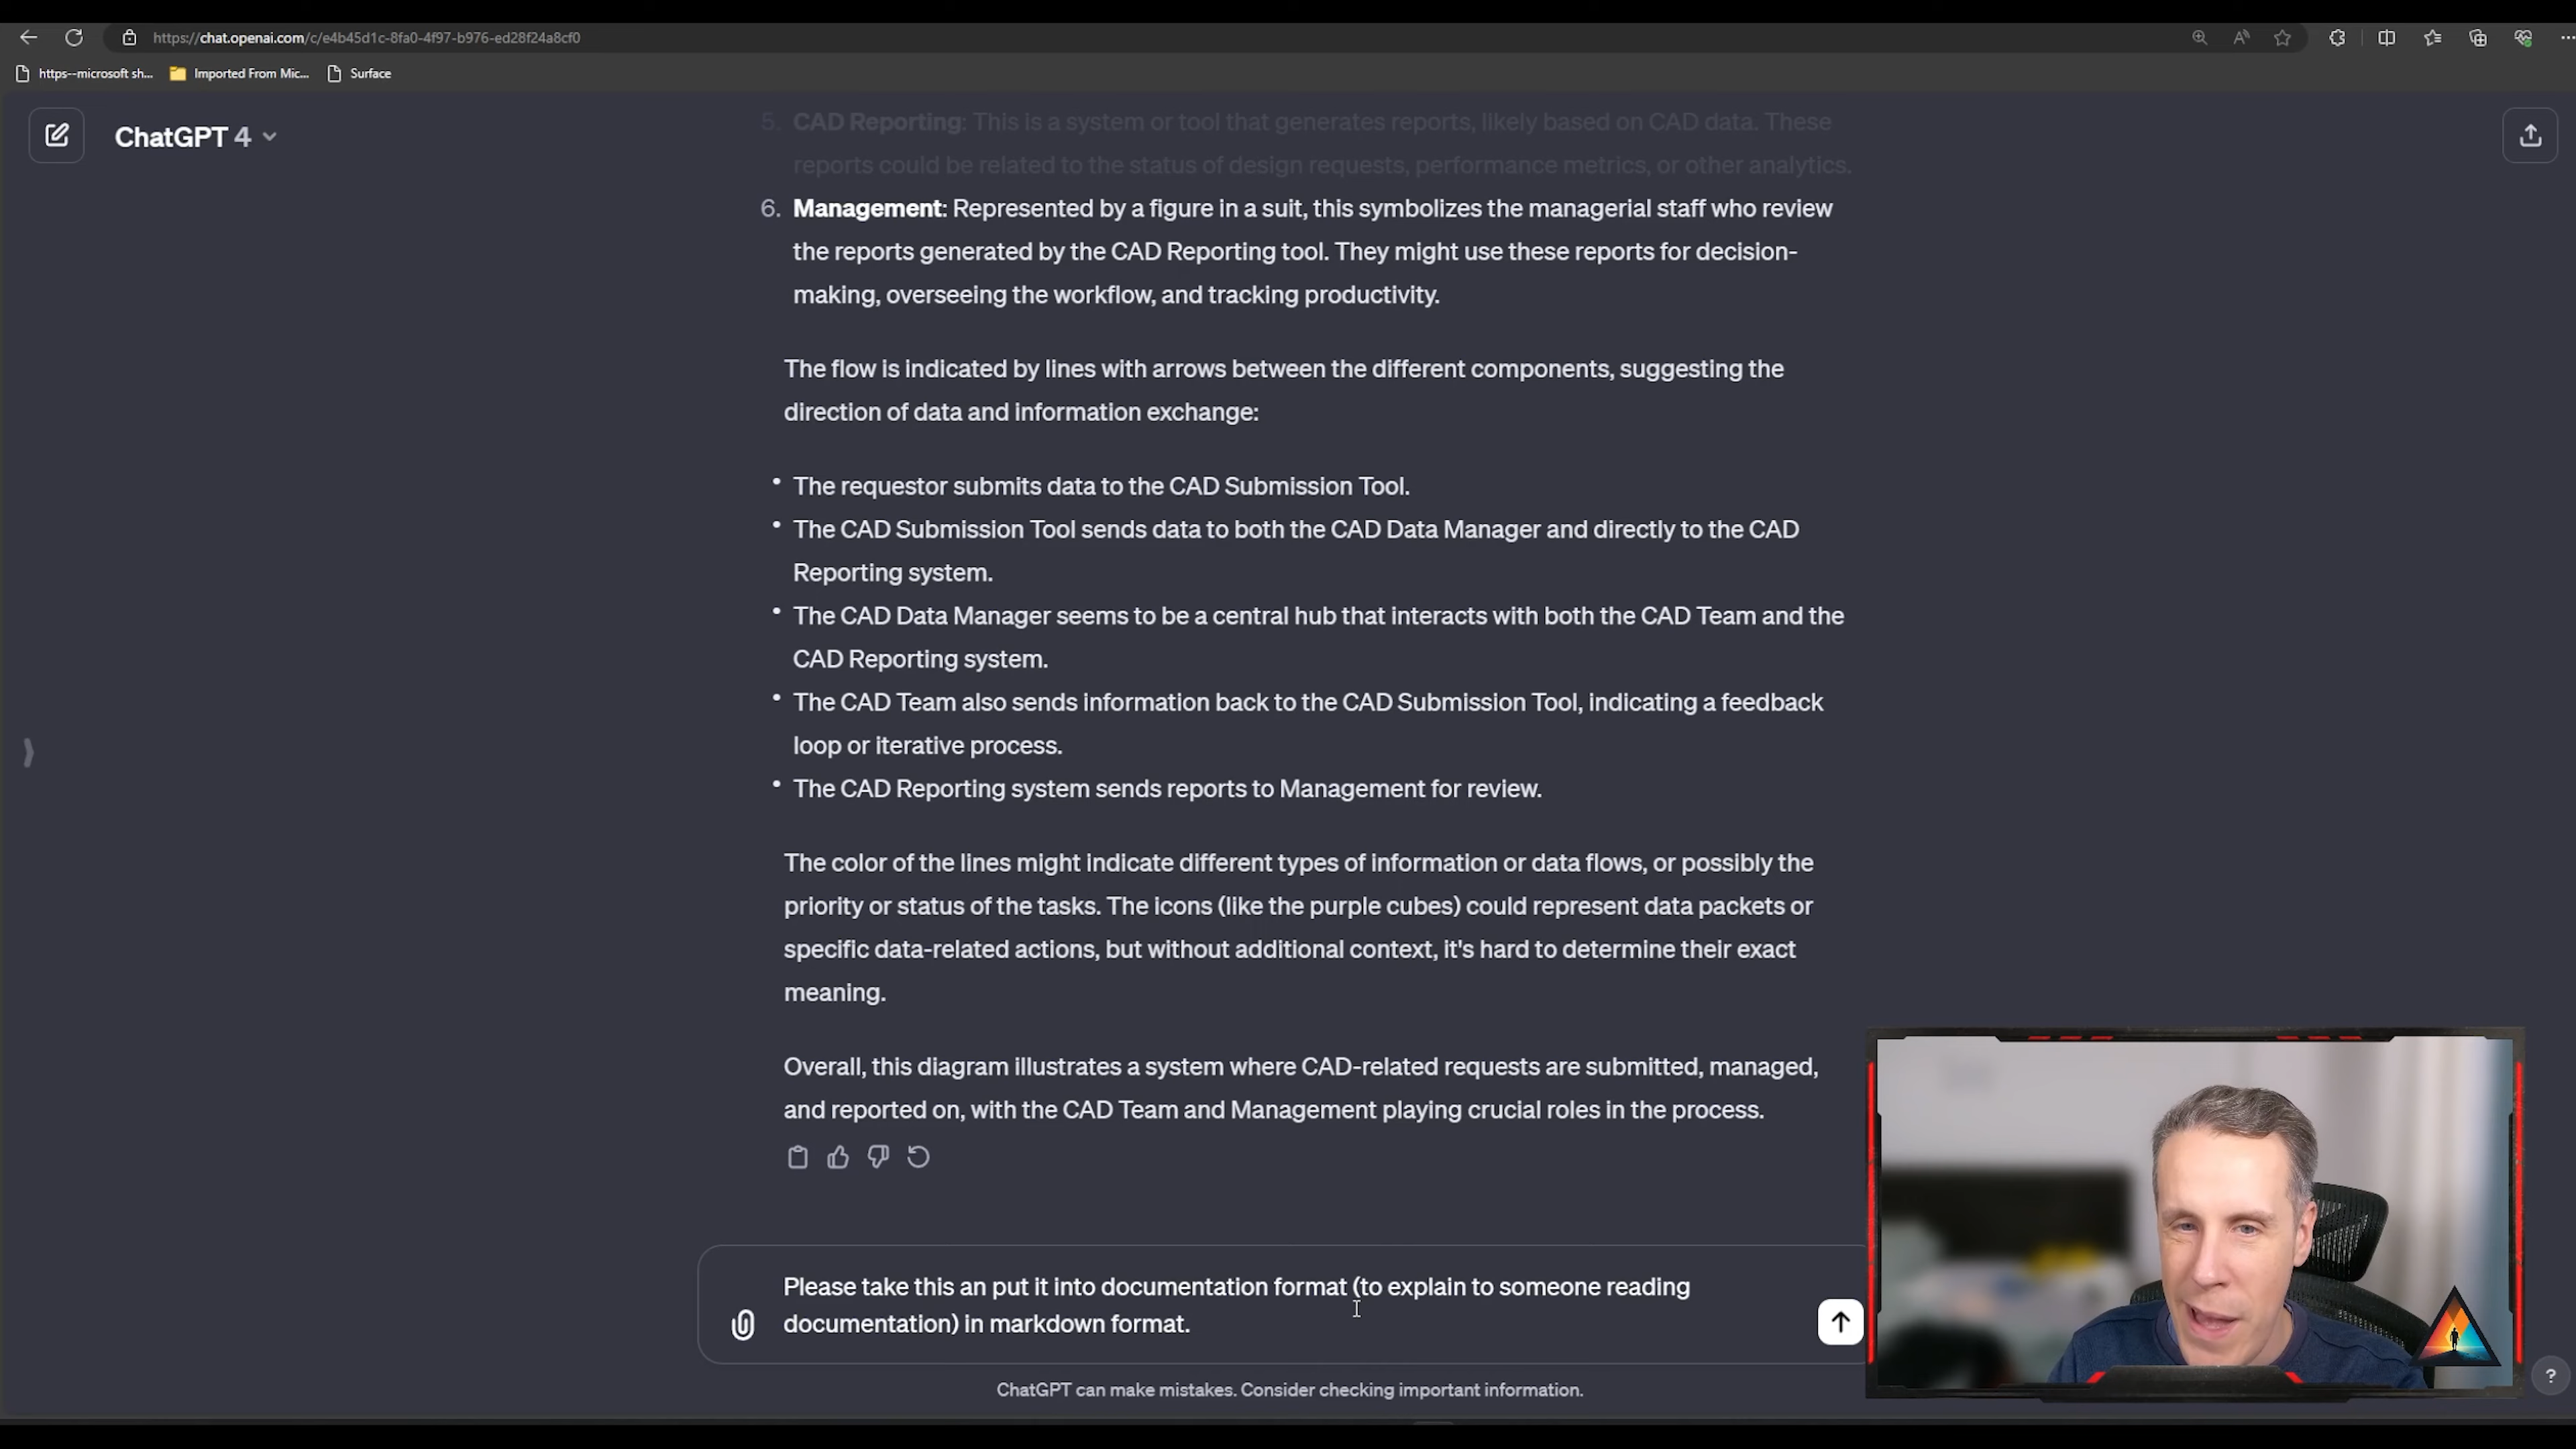 https://chat.openai.com/c/e4b45d1c-8fa0-4f97-b976-ed28f24a8cf0
https--microsoft sh...
Imported From Mic...
Surface
ChatGPT 4
5. CAD Reporting: This is a system or tool that generates reports, likely based on CAD data. These
reports could be related to the status of design requests, performance metrics, or other analytics.
6. Management: Represented by a figure in a suit, this symbolizes the managerial staff who review
the reports generated by the CAD Reporting tool. They might use these reports for decision-
making, overseeing the workflow, and tracking productivity.
The flow is indicated by lines with arrows between the different components, suggesting the
direction of data and information exchange:
• The requestor submits data to the CAD Submission Tool.
• The CAD Submission Tool sends data to both the CAD Data Manager and directly to the CAD
Reporting system.
• The CAD Data Manager seems to be a central hub that interacts with both the CAD Team and the
CAD Reporting system.
• The CAD Team also sends information back to the CAD Submission Tool, indicating a feedback
loop or iterative process.
• The CAD Reporting system sends reports to Management for review.
The color of the lines might indicate different types of information or data flows, or possibly the
priority or status of the tasks. The icons (like the purple cubes) could represent data packets or
specific data-related actions, but without additional context, it's hard to determine their exact
meaning.
Overall, this diagram illustrates a system where CAD-related requests are submitted, managed,
and reported on, with the CAD Team and Management playing crucial roles in the process.
Please take this an put it into documentation format (to explain to someone reading
documentation) in markdown format.
ChatGPT can make mistakes. Consider checking important information.
?